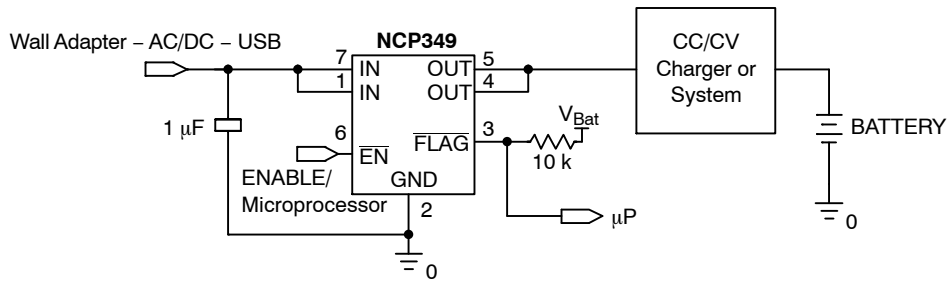 Wall Adapter – AC/DC – USB
NCP349
CC/CV
Charger or
System
7
IN
OUT
5
1
IN
OUT
4
1 μF
6
EN
FLAG
3
VBat
10 k
BATTERY
ENABLE/
Microprocessor
GND
2
μP
0
0